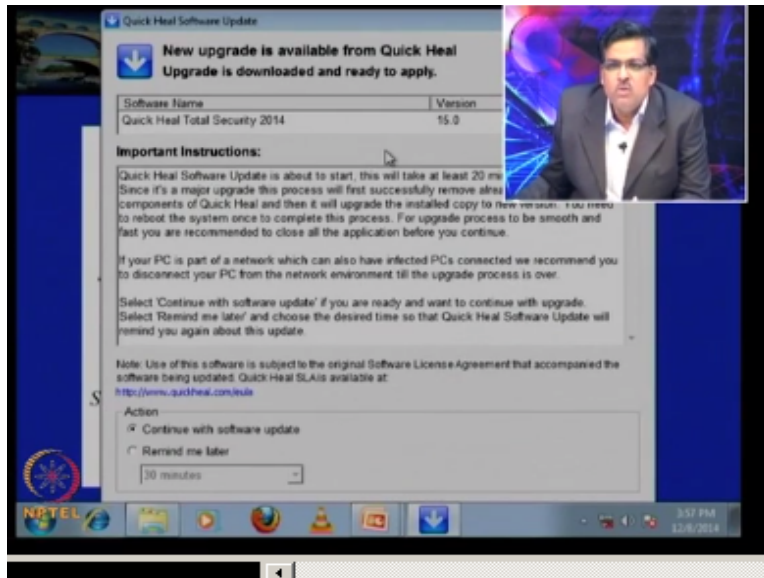 Quick Heal Software Update
New upgrade is available from Quick Heal
Upgrade is downloaded and ready to apply.
Software Name
Version
Quick Heal Total Security 2014
15.0
Important Instructions:
Quick Heal Software Update is about to start, this will take at least 20
Since it's a major upgrade this process will first successfully remove
components of Quick Heal and then it will upgrade the installed copy to new version. You need
to reboot the system once to complete this process. For upgrade process to be smooth and
fast you are recommended to close all the application before you continue.
If your PC is part of a network which can also have infected PCs connected we recommend you
to disconnect your PC from the network environment till the upgrade process is over.
Select 'Continue with software update' if you are ready and want to continue with upgrade.
Select 'Remind me later' and choose the desired time so that Quick Heal Software Update will
remind you again about this update.
Note: Use of this software is subject to the original Software License Agreement that accompanied the
software being updated. Quick Heal SLA is available at:
http://www.quickheal.com/eula
S
Action
Continue with software update
Remind me later
30 minutes
NPTEL
3:57 PM
12/8/2014